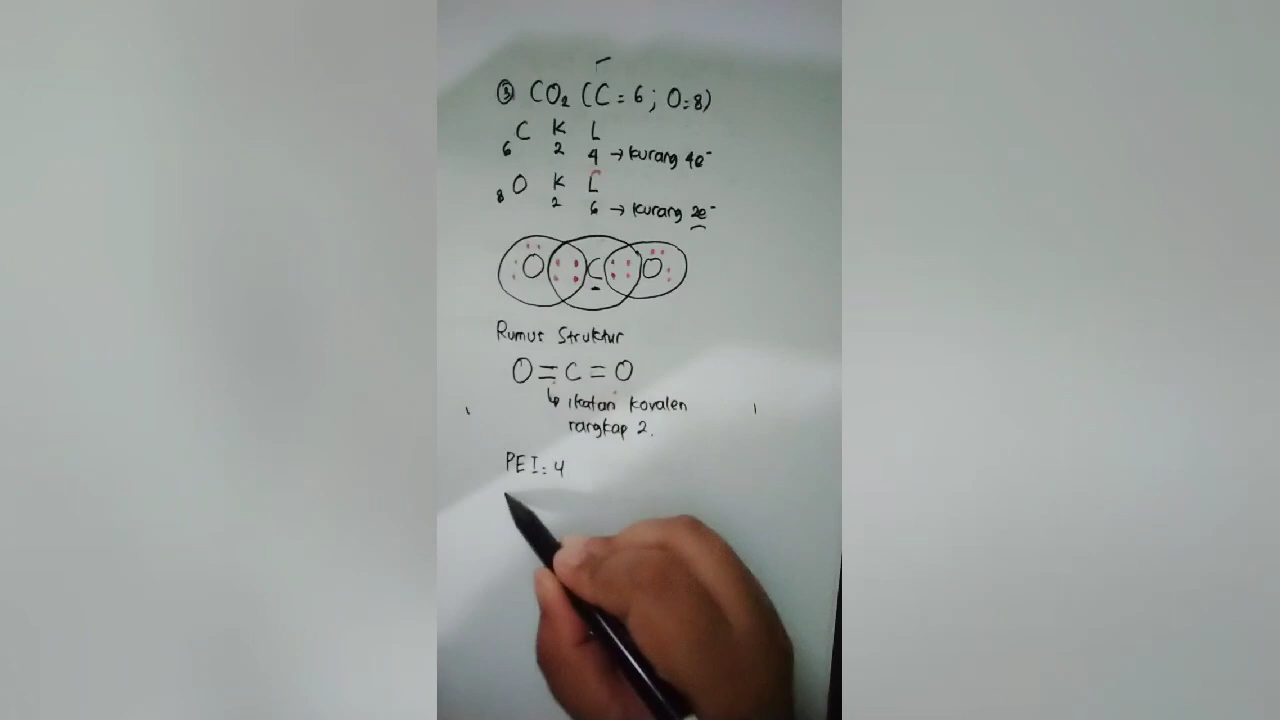 ③ CO₂ (C = 6 ; O = 8)
C K L
6 2 4 → kurang 4e⁻
O K L
8 2 6 → kurang 2e⁻
O C O
Rumus Struktur
O = C = O
↳ ikatan kovalen
rangkap 2.
PEI = 4